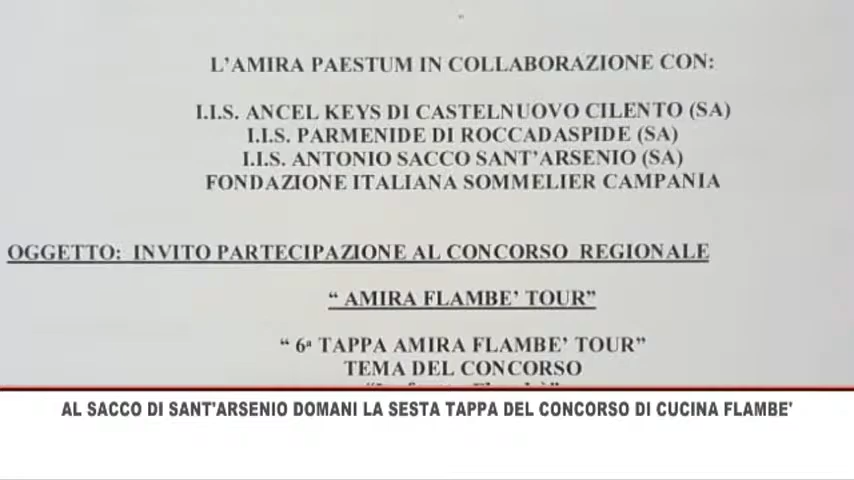 L'AMIRA PAESTUM IN COLLABORAZIONE CON:
I.I.S. ANCEL KEYS DI CASTELNUOVO CILENTO (SA)
I.I.S. PARMENIDE DI ROCCADASPIDE (SA)
I.I.S. ANTONIO SACCO SANT'ARSENIO (SA)
FONDAZIONE ITALIANA SOMMELIER CAMPANIA
OGGETTO: INVITO PARTECIPAZIONE AL CONCORSO REGIONALE
“ AMIRA FLAMBE’ TOUR”
“ 6ª TAPPA AMIRA FLAMBE’ TOUR”
TEMA DEL CONCORSO
AL SACCO DI SANT'ARSENIO DOMANI LA SESTA TAPPA DEL CONCORSO DI CUCINA FLAMBE'